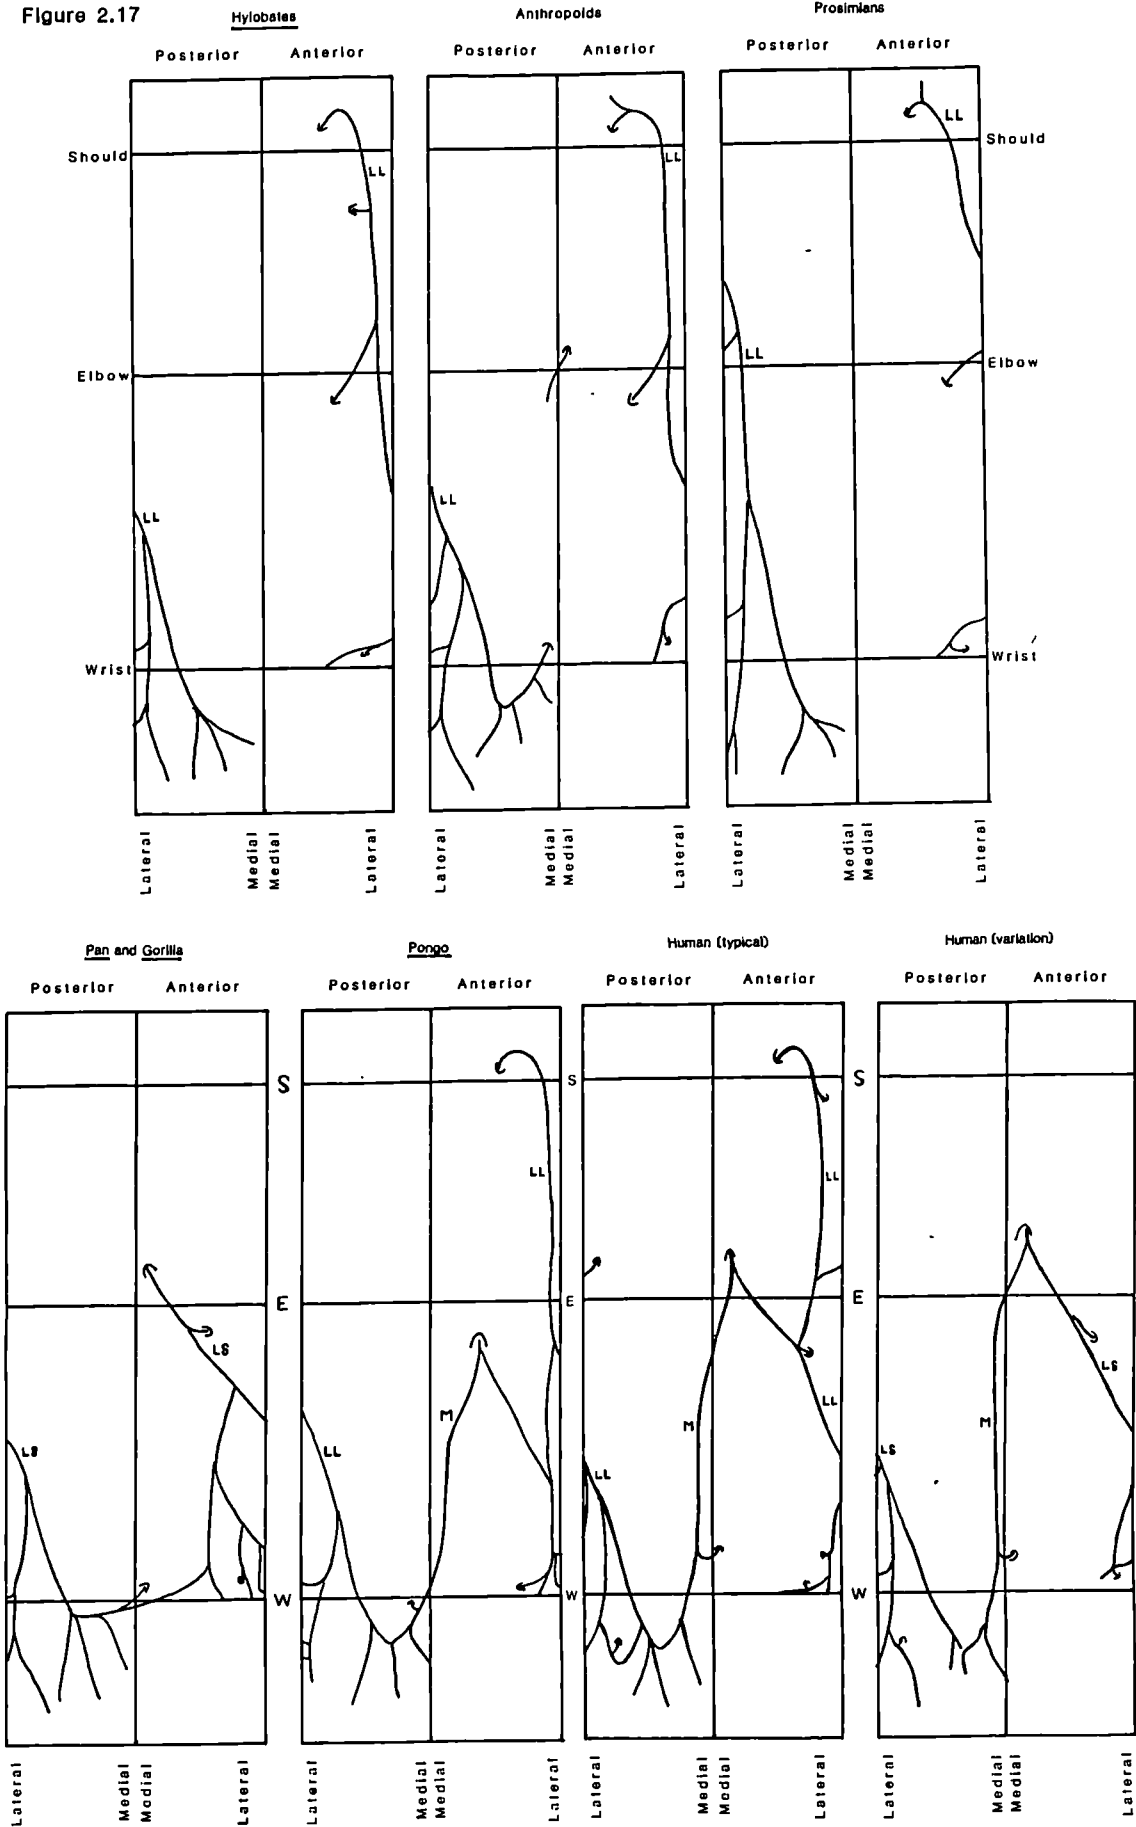 Figure 2.17
Hylobates
Anthropoids
Prosimians
Posterior Anterior
Posterior Anterior
Posterior Anterior
Should
LL
LL
LL
Should
Elbow
LL
Elbow
LL
LL
Wrist
Wrist
Lateral
Medial
Medial
Lateral
Lateral
Medial
Medial
Lateral
Lateral
Medial
Medial
Lateral
Pan and Gorilla
Pongo
Human (typical)
Human (variation)
Posterior Anterior
Posterior Anterior
Posterior Anterior
Posterior Anterior
S
S
S
LL
LL
E
E
E
LS
LS
M
LL
M
M
LS
LL
LL
LS
W
W
W
Lateral
Medial
Medial
Lateral
Lateral
Medial
Medial
Lateral
Lateral
Medial
Medial
Lateral
Lateral
Medial
Medial
Lateral